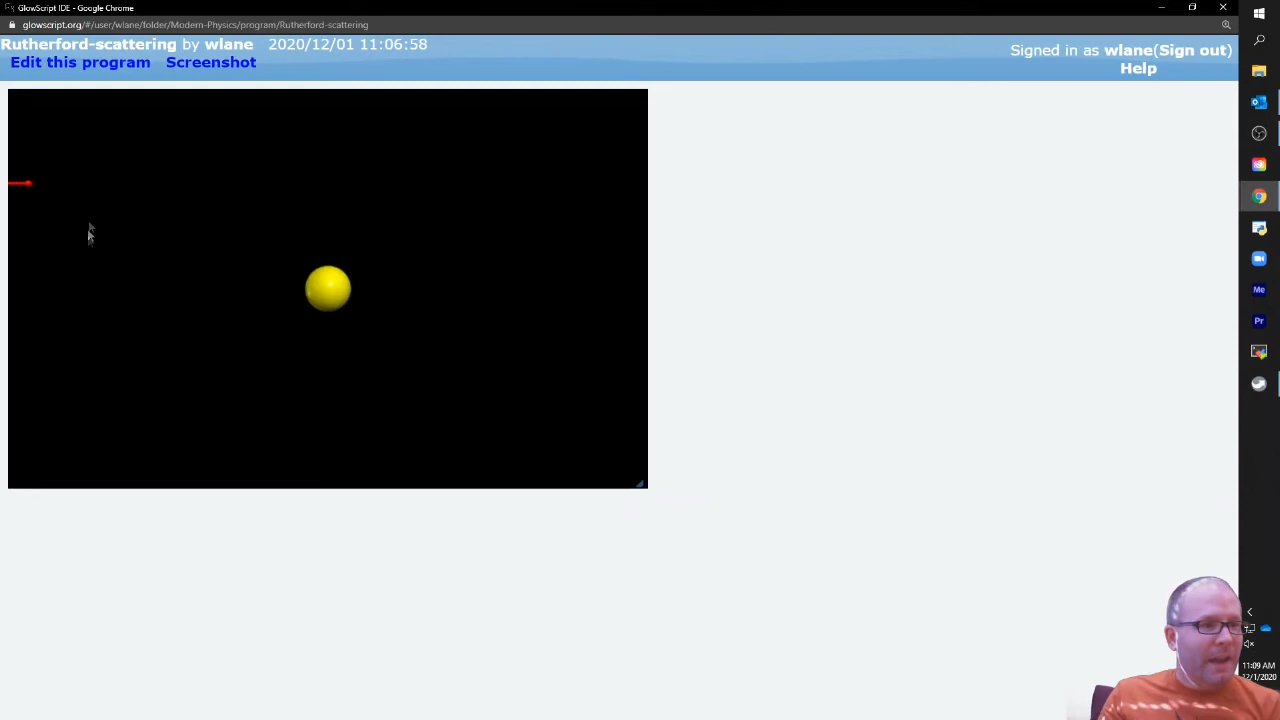 GlowScript IDE - Google Chrome
glowscript.org/#/user/wlane/folder/Modern-Physics/program/Rutherford-scattering
Rutherford-scattering by wlane 2020/12/01 11:06:58
Signed in as wlane(Sign out)
Edit this program Screenshot
Help
Me
Pr
11:09 AM
12/1/2020